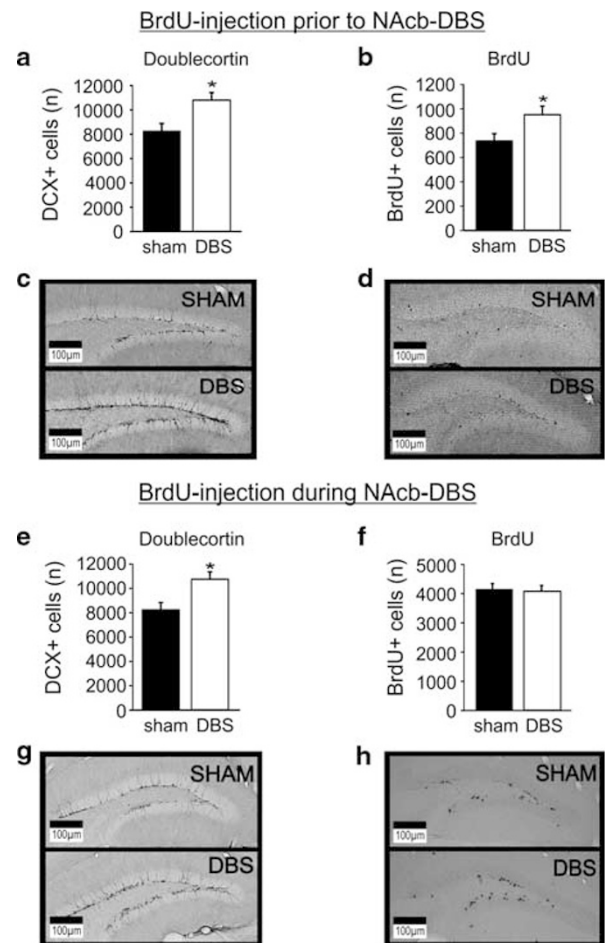 BrdU-injection prior to NAcb-DBS
a
Doublecortin
DCX+ cells (n)
12000
10000
8000
6000
4000
2000
0
*
sham DBS
b
BrdU
BrdU+ cells (n)
1200
1000
800
600
400
200
0
*
sham DBS
c
SHAM
100µm
DBS
100µm
d
SHAM
100µm
DBS
100µm
BrdU-injection during NAcb-DBS
e
Doublecortin
DCX+ cells (n)
12000
10000
8000
6000
4000
2000
0
*
sham DBS
f
BrdU
BrdU+ cells (n)
5000
4000
3000
2000
1000
0
sham DBS
g
SHAM
100µm
DBS
100µm
h
SHAM
100µm
DBS
100µm